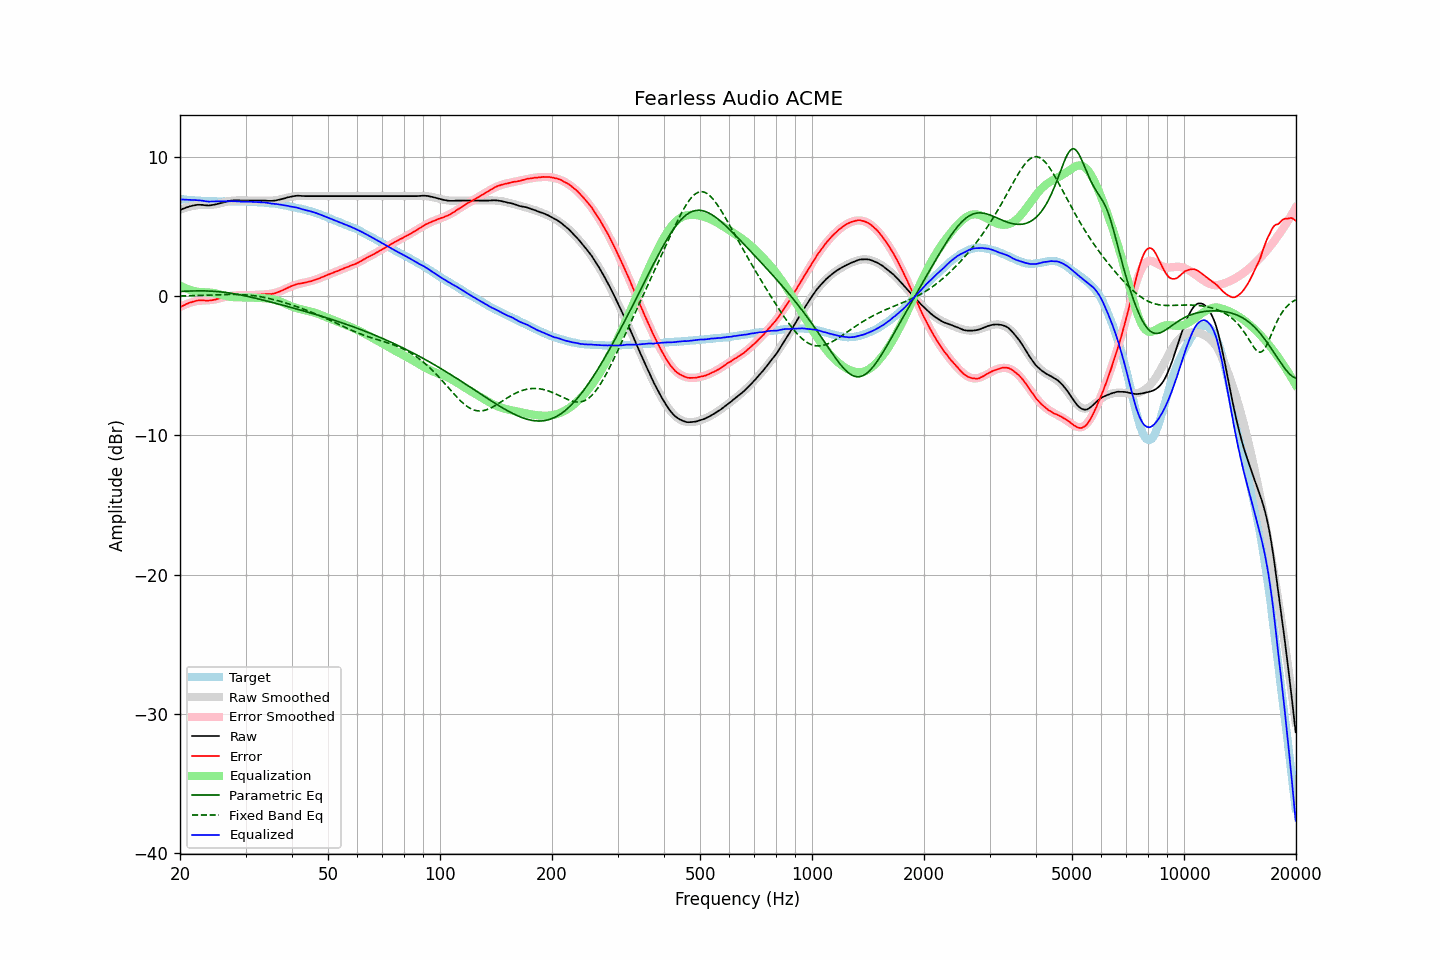 Fearless Audio ACME
10
0
−10
−20
−30
−40
Amplitude (dBr)
Target
Raw Smoothed
Error Smoothed
Raw
Error
Equalization
Parametric Eq
Fixed Band Eq
Equalized
20 50 100 200 500 1000 2000 5000 10000 20000
Frequency (Hz)